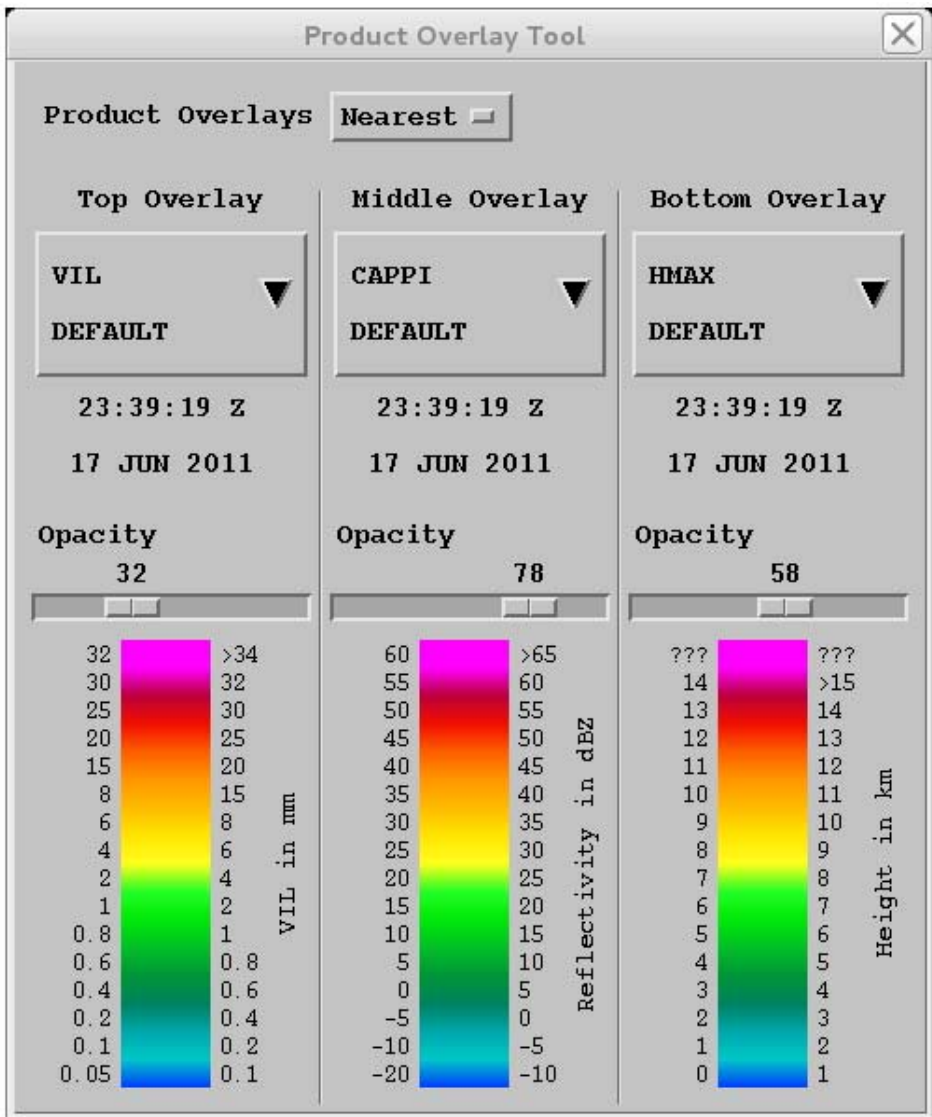 Product Overlay Tool
Product Overlays Nearest
Top Overlay
VIL
DEFAULT
23:39:19 Z
17 JUN 2011
Opacity
32
32 >34
30 32
25 30
20 25
15 20
8 15
6 8
4 6
2 4
1 2
0.8 1
0.6 0.8
0.4 0.6
0.2 0.4
0.1 0.2
0.05 0.1
VIL in mm
Middle Overlay
CAPPI
DEFAULT
23:39:19 Z
17 JUN 2011
Opacity
78
60 >65
55 60
50 55
45 50
40 45
35 40
30 35
25 30
20 25
15 20
10 15
5 10
0 5
-5 0
-10 -5
-20 -10
Reflectivity in dBZ
Bottom Overlay
HMAX
DEFAULT
23:39:19 Z
17 JUN 2011
Opacity
58
??? ???
14 >15
13 14
12 13
11 12
10 11
9 10
8 9
7 8
6 7
5 6
4 5
3 4
2 3
1 2
0 1
Height in km